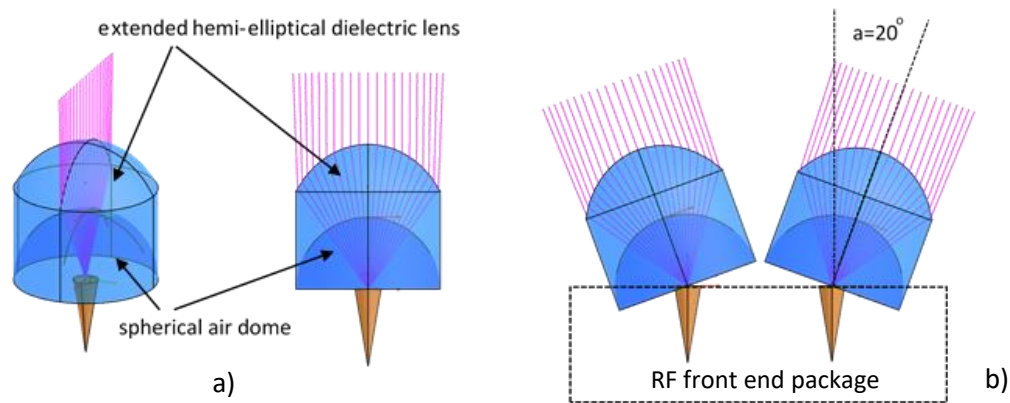 extended hemi-elliptical dielectric lens
spherical air dome
a)
a=20°
RF front end package
b)